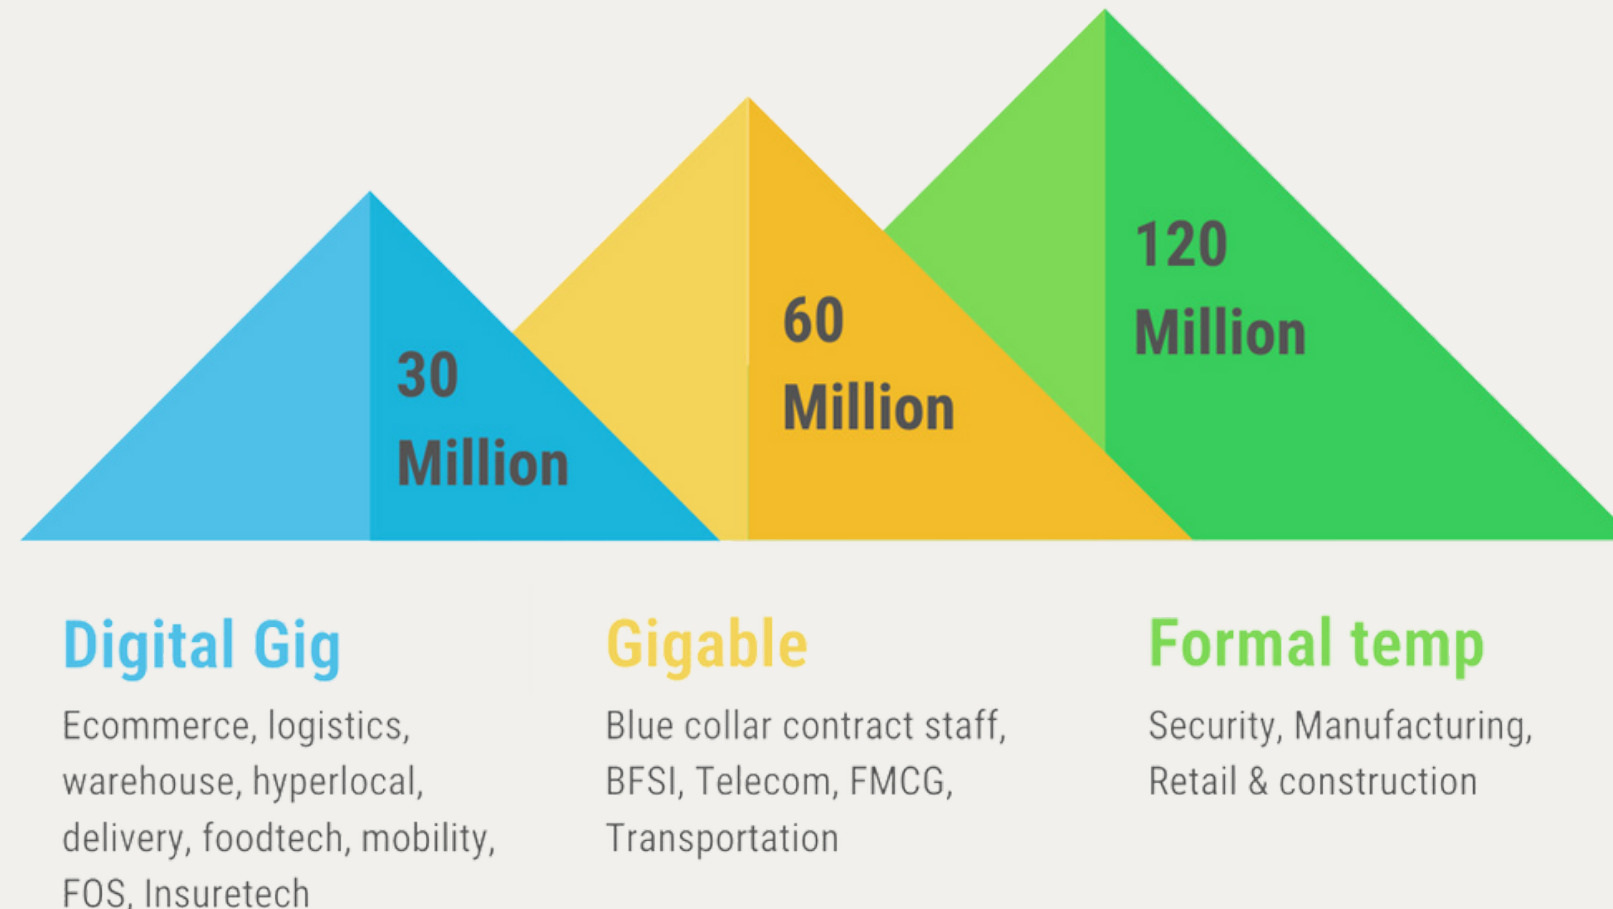 30
Million
60
Million
120
Million
Digital Gig
Ecommerce, logistics,
warehouse, hyperlocal,
delivery, foodtech, mobility,
FOS, Insuretech
Gigable
Blue collar contract staff,
BFSI, Telecom, FMCG,
Transportation
Formal temp
Security, Manufacturing,
Retail & construction